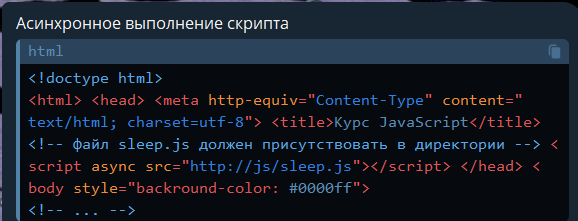 Асинхронное выполнение скрипта
html
<!doctype html>
<html> <head> <meta http-equiv="Content-Type" content="
text/html; charset=utf-8"> <title>Курс JavaScript</title>
<!-- файл sleep.js должен присутствовать в директории --> <
script async src="http://js/sleep.js"></script> </head> <
body style="backround-color: #0000ff">
<!-- ... -->